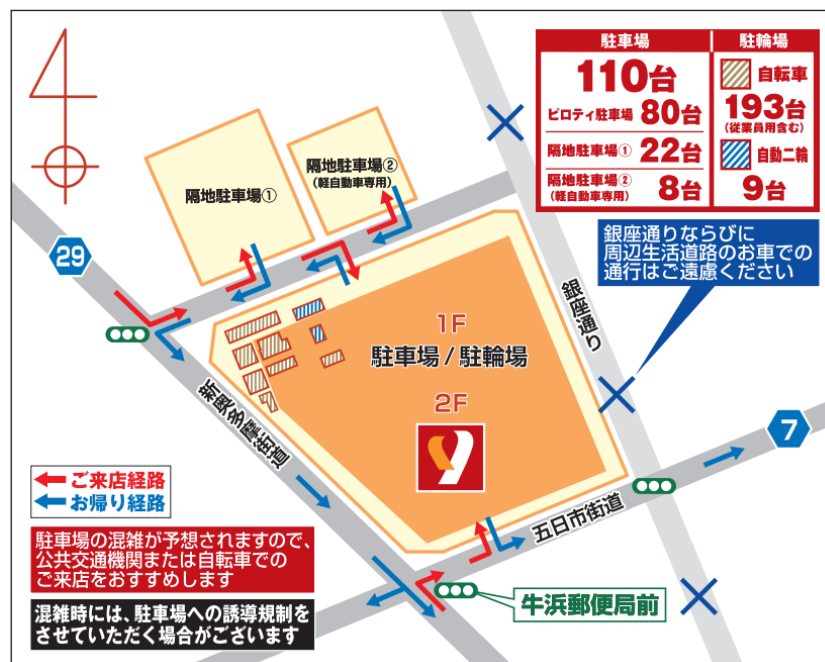 駐車場
110台
ピロティ駐車場 80台
隔地駐車場① 22台
隔地駐車場②
(軽自動車専用)
8台
駐輪場
自転車
193台
(従業員用含む)
自動二輪
9台
隔地駐車場①
隔地駐車場②
(軽自動車専用)
29
銀座通りならびに
周辺生活道路のお車での
通行はご遠慮ください
銀座通り
1F
駐車場/駐輪場
2F
新奥多摩街道
7
五日市街道
牛浜郵便局前
ご来店経路
お帰り経路
駐車場の混雑が予想されますので、
公共交通機関または自転車での
ご来店をおすすめします
混雑時には、駐車場への誘導規制を
させていただく場合がございます